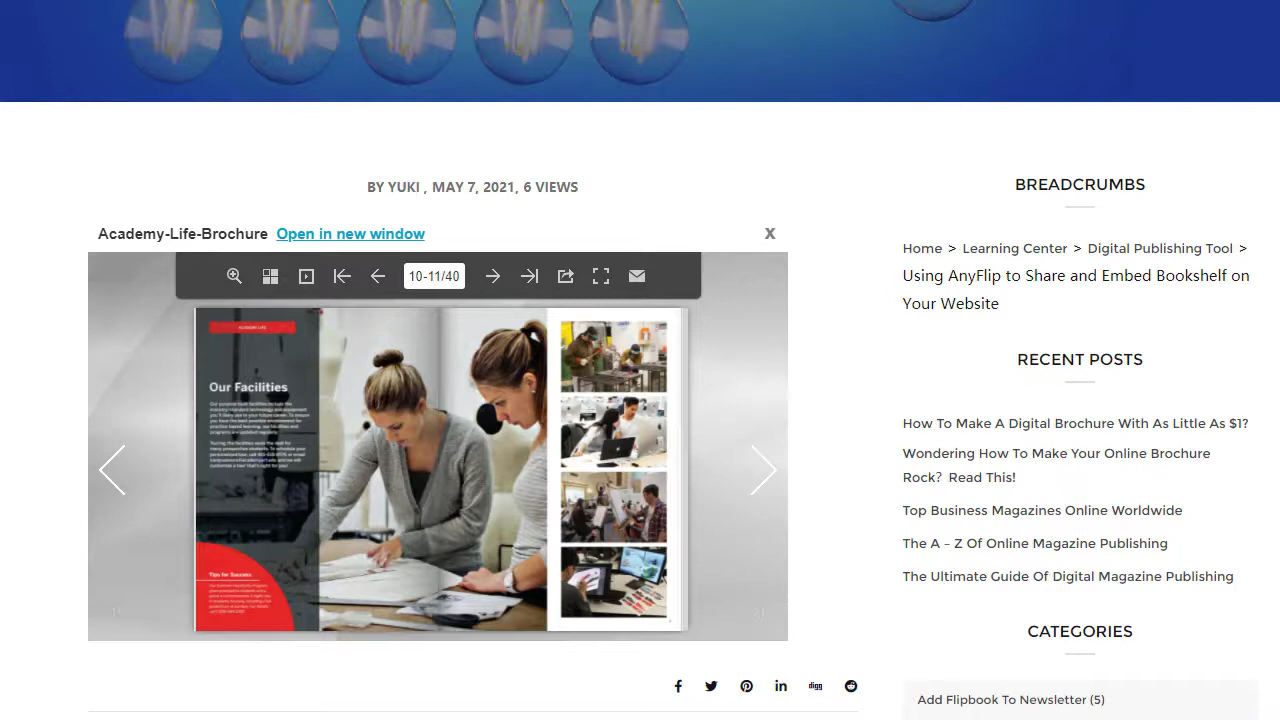 BY YUKI , MAY 7, 2021, 6 VIEWS
Academy-Life-Brochure Open in new window X
10-11/40
ACADEMY LIFE
Our Facilities
Tips for Success
f
in
digg
BREADCRUMBS
Home > Learning Center > Digital Publishing Tool >
Using AnyFlip to Share and Embed Bookshelf on
Your Website
RECENT POSTS
How To Make A Digital Brochure With As Little As $1?
Wondering How To Make Your Online Brochure
Rock? Read This!
Top Business Magazines Online Worldwide
The A – Z Of Online Magazine Publishing
The Ultimate Guide Of Digital Magazine Publishing
CATEGORIES
Add Flipbook To Newsletter (5)